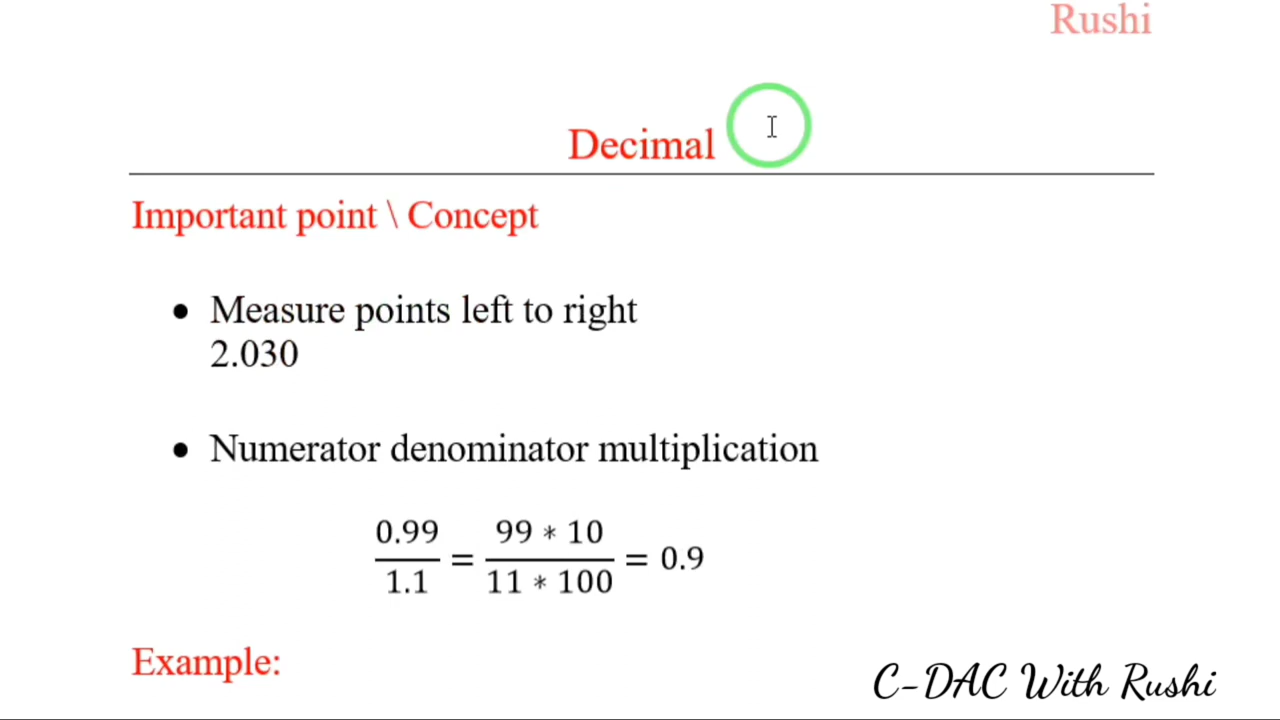 Rushi
Decimal
Important point \ Concept
• Measure points left to right
2.030
• Numerator denominator multiplication
0.99/1.1 = 99 * 10/11 * 100 = 0.9
Example:
C-DAC With Rushi